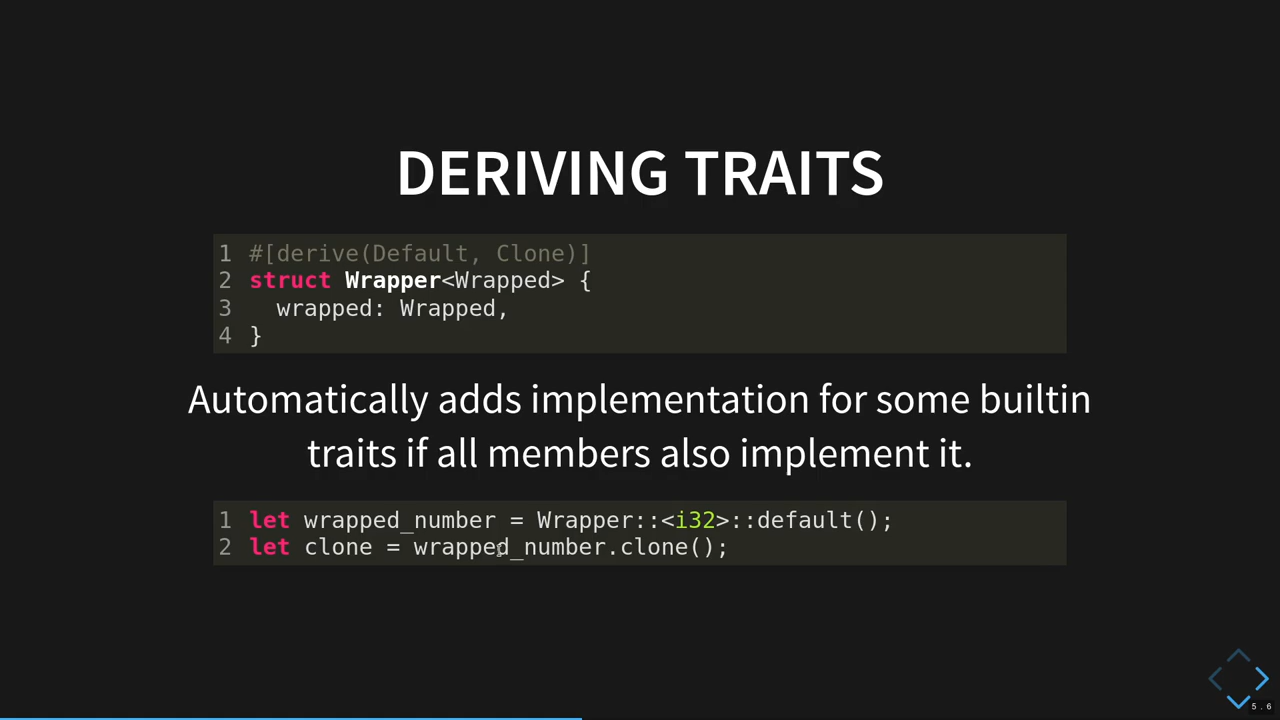 DERIVING TRAITS
1 #[derive(Default, Clone)]
2 struct Wrapper<Wrapped> {
3   wrapped: Wrapped,
4 }
Automatically adds implementation for some builtin
traits if all members also implement it.
1 let wrapped_number = Wrapper::<i32>::default();
2 let clone = wrapped_number.clone();
5.6